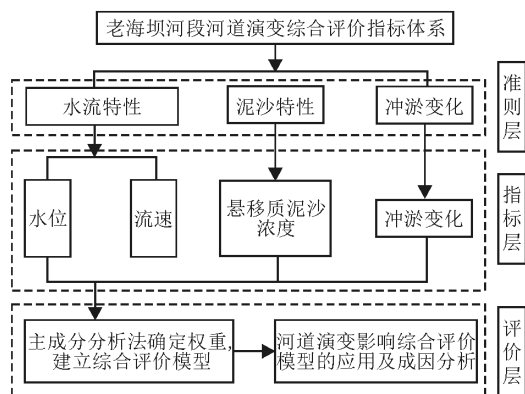 老海坝河段河道演变综合评价指标体系
水流特性
泥沙特性
冲淤变化
准则层
水位
流速
悬移质泥沙
浓度
冲淤变化
指标层
主成分分析法确定权重,
建立综合评价模型
河道演变影响综合评价
模型的应用及成因分析
评价层